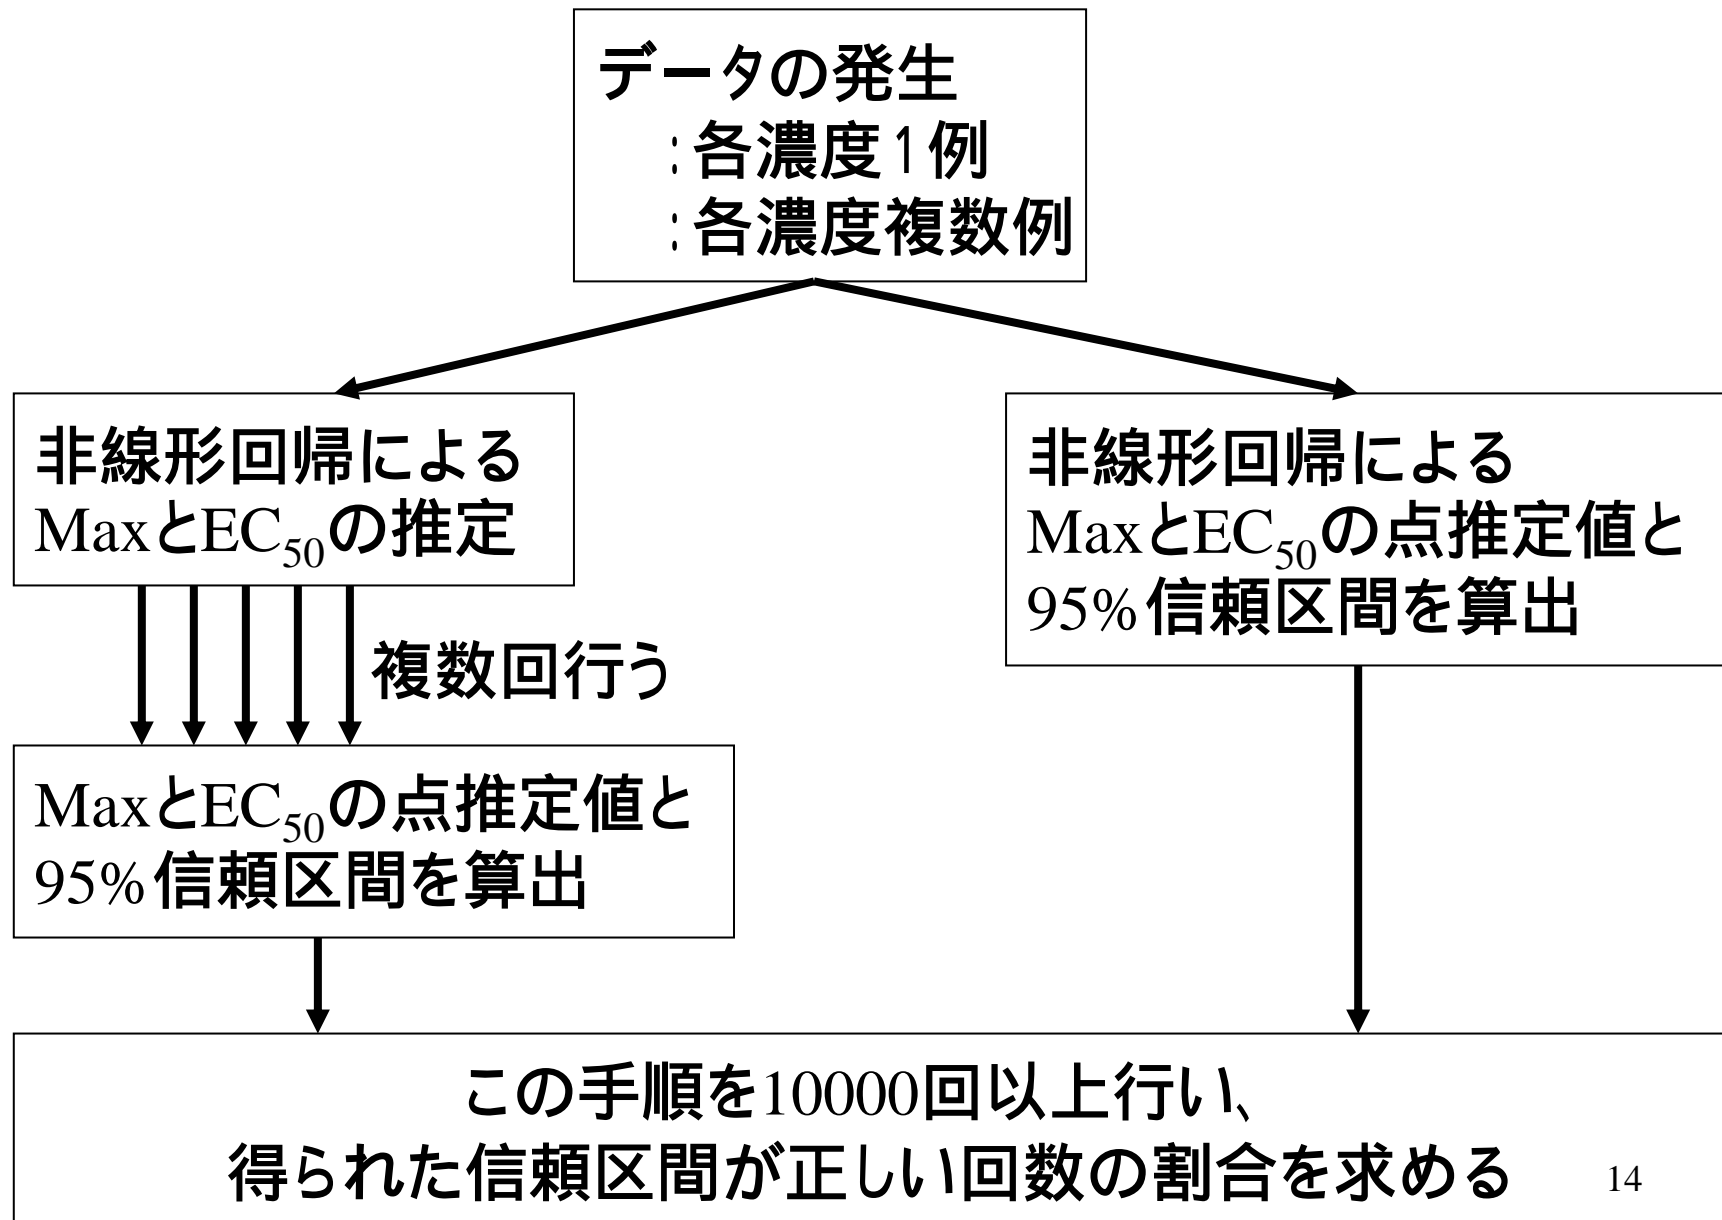 データの発生
:各濃度1例
:各濃度複数例
非線形回帰による
MaxとEC50の推定
複数回行う
MaxとEC50の点推定値と
95%信頼区間を算出
非線形回帰による
MaxとEC50の点推定値と
95%信頼区間を算出
この手順を10000回以上行い、
得られた信頼区間が正しい回数の割合を求める
14